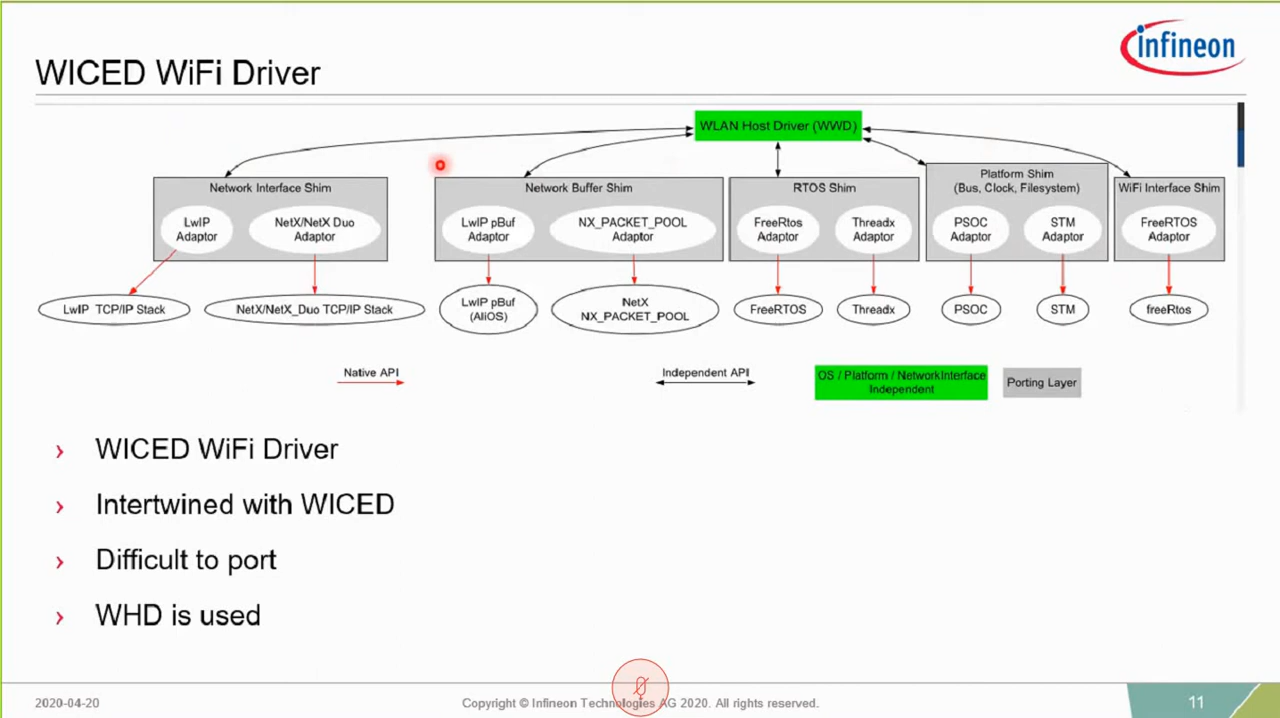 infineon
WICED WiFi Driver
WLAN Host Driver (WWD)
Network Interface Shim
LwIP
Adaptor
NetX/NetX Duo
Adaptor
Network Buffer Shim
LwIP pBuf
Adaptor
NX_PACKET_POOL
Adaptor
RTOS Shim
FreeRtos
Adaptor
Threadx
Adaptor
Platform Shim
(Bus, Clock, Filesystem)
PSOC
Adaptor
STM
Adaptor
WiFi Interface Shim
FreeRTOS
Adaptor
LwIP TCP/IP Stack
NetX/NetX_Duo TCP/IP Stack
LwIP pBuf
(AliOS)
NetX
NX_PACKET_POOL
FreeRTOS
Threadx
PSOC
STM
freeRtos
Native API
Independent API
OS / Platform / NetworkInterface
Independent
Porting Layer
› WICED WiFi Driver
› Intertwined with WICED
› Difficult to port
› WHD is used
2020-04-20
Copyright © Infineon Technologies AG 2020. All rights reserved.
11